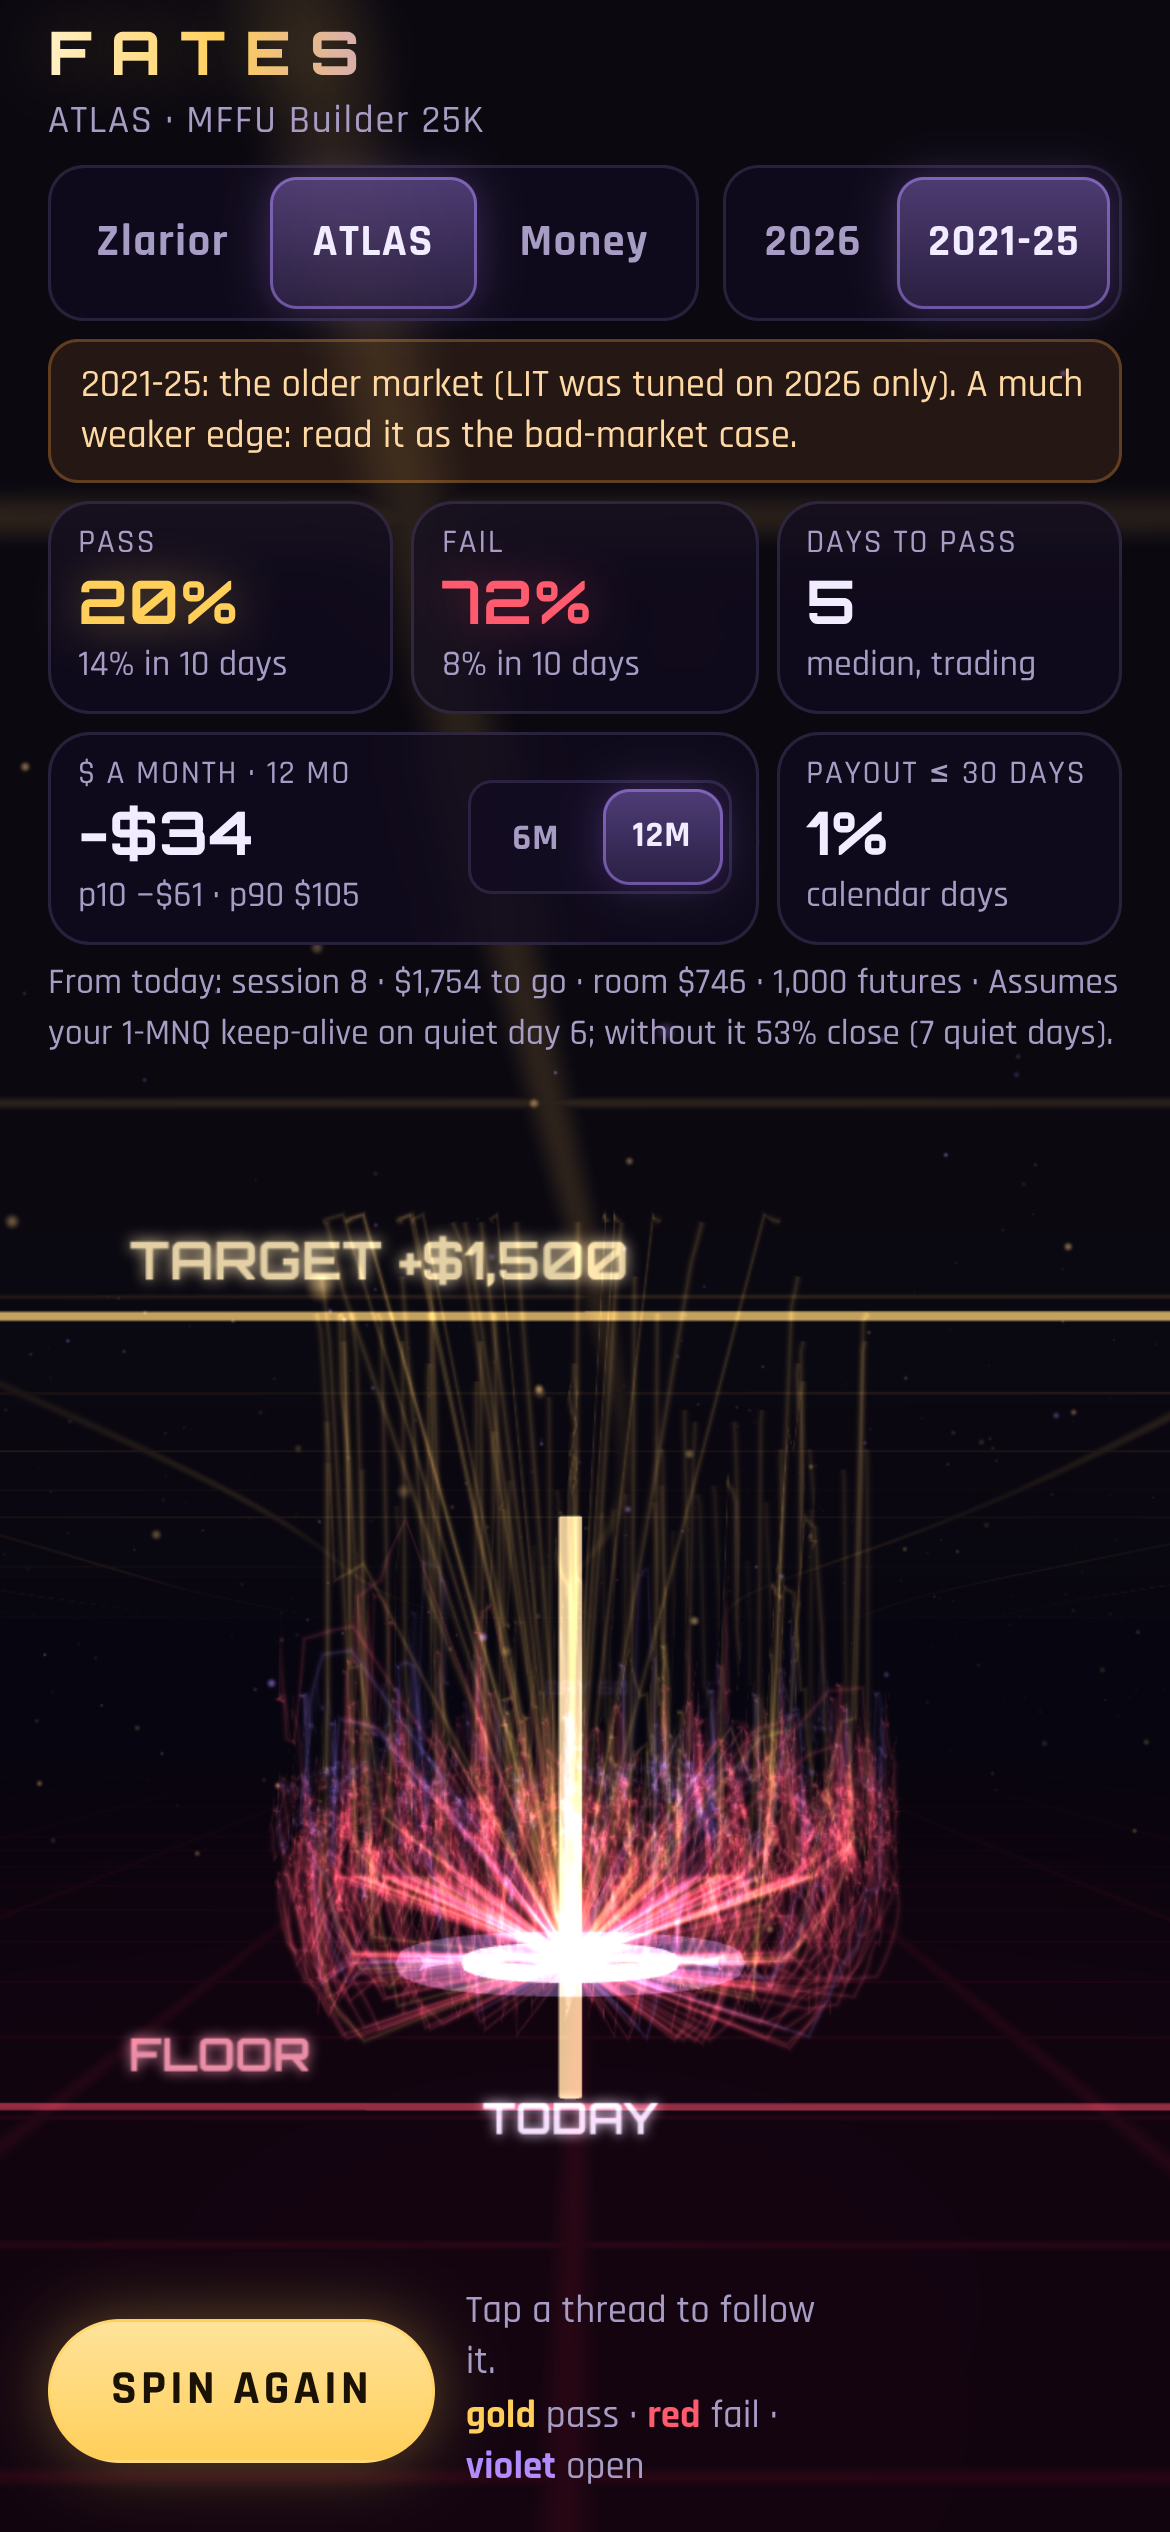 FATES
ATLAS · MFFU Builder 25K
Zlarior ATLAS Money 2026 2021-25
2021-25: the older market (LIT was tuned on 2026 only). A much
weaker edge: read it as the bad-market case.
PASS
20%
14% in 10 days
FAIL
72%
8% in 10 days
DAYS TO PASS
5
median, trading
$ A MONTH · 12 MO
-$34
p10 −$61 · p90 $105
6M 12M
PAYOUT ≤ 30 DAYS
1%
calendar days
From today: session 8 · $1,754 to go · room $746 · 1,000 futures · Assumes
your 1-MNQ keep-alive on quiet day 6; without it 53% close (7 quiet days).
TARGET +$1,500
FLOOR
TODAY
SPIN AGAIN
Tap a thread to follow
it.
gold pass · red fail ·
violet open